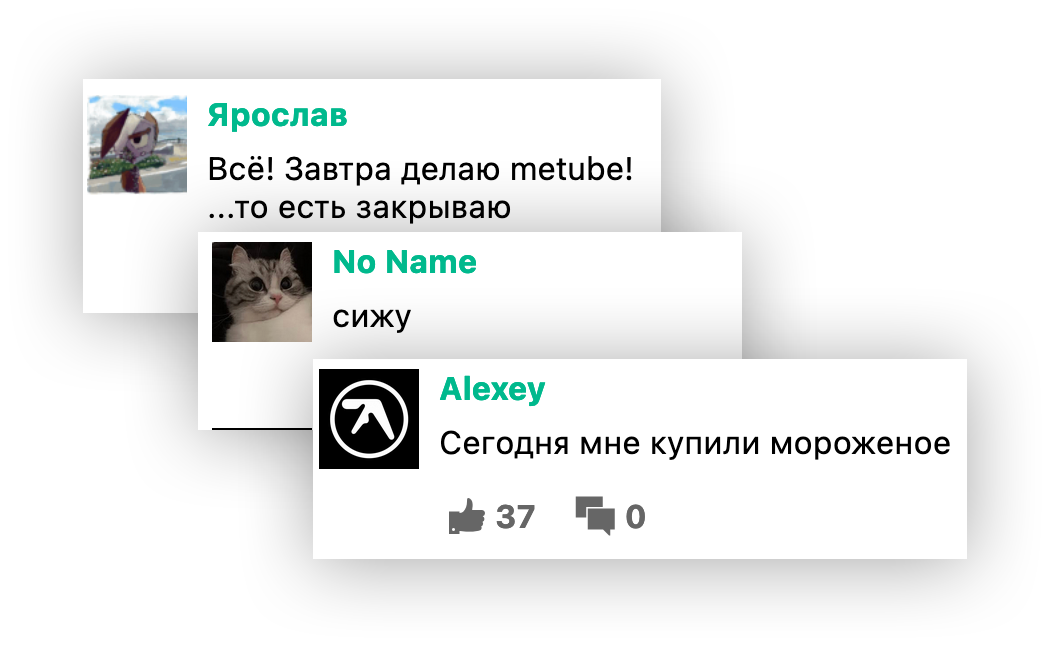 Ярослав
Всё! Завтра делаю metube!
...то есть закрываю
No Name
сижу
Alexey
Сегодня мне купили мороженое
37 0